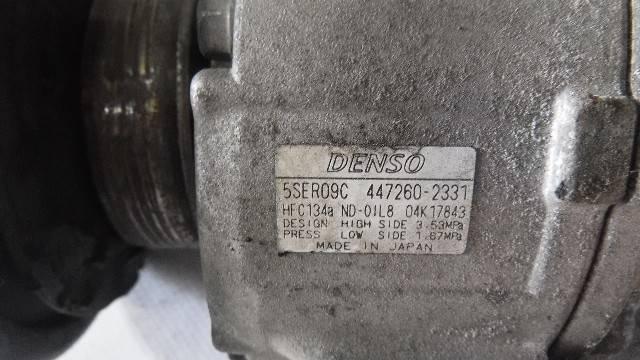 DENSO
5SER09C 447260-2331
HFC134a ND-OIL8 04K17843
DESIGN HIGH SIDE 3.53MPa
PRESS LOW SIDE 1.67MPa
MADE IN JAPAN